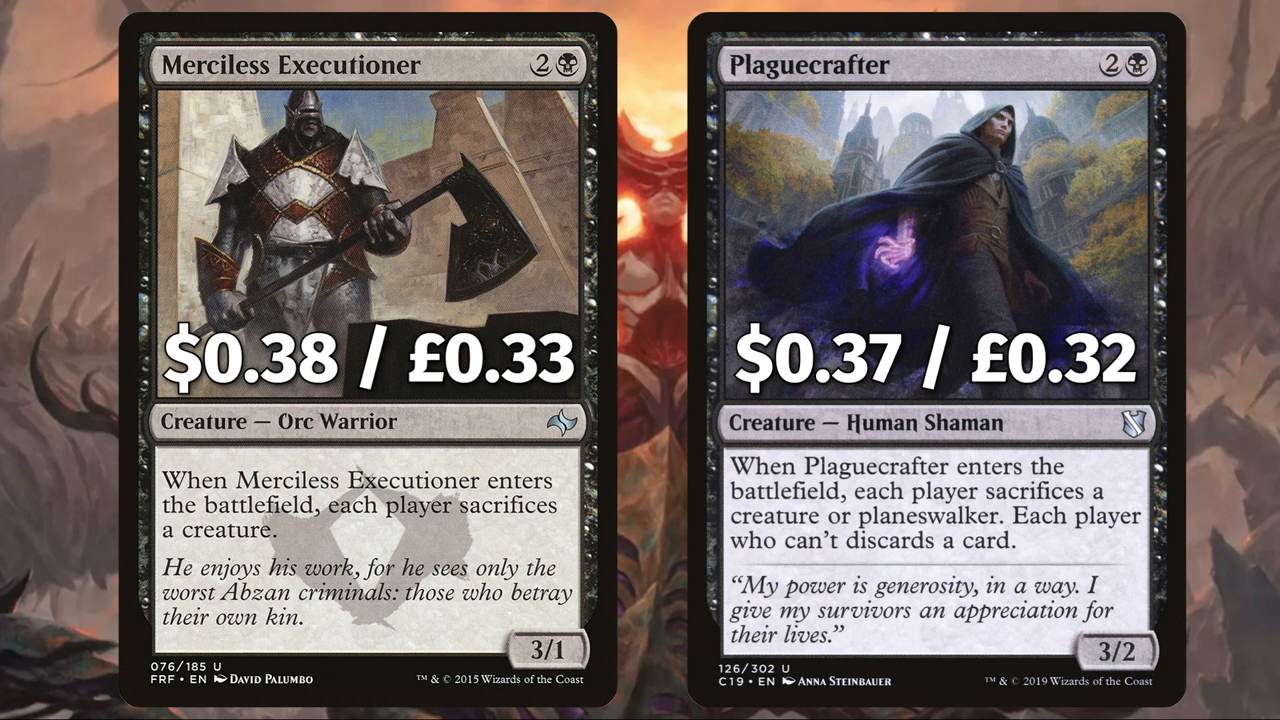 Merciless Executioner 2
$0.38 / £0.33
Creature — Orc Warrior
When Merciless Executioner enters
the battlefield, each player sacrifices
a creature.
He enjoys his work, for he sees only the
worst Abzan criminals: those who betray
their own kin.
3/1
076/185 U
FRF • EN DAVID PALUMBO
™ & © 2015 Wizards of the Coast
Plaguecrafter 2
$0.37 / £0.32
Creature — Human Shaman
When Plaguecrafter enters the
battlefield, each player sacrifices a
creature or planeswalker. Each player
who can’t discards a card.
“My power is generosity, in a way. I
give my survivors an appreciation for
their lives.”
3/2
126/302 U
C19 • EN ANNA STEINBAUER
™ & © 2019 Wizards of the Coast